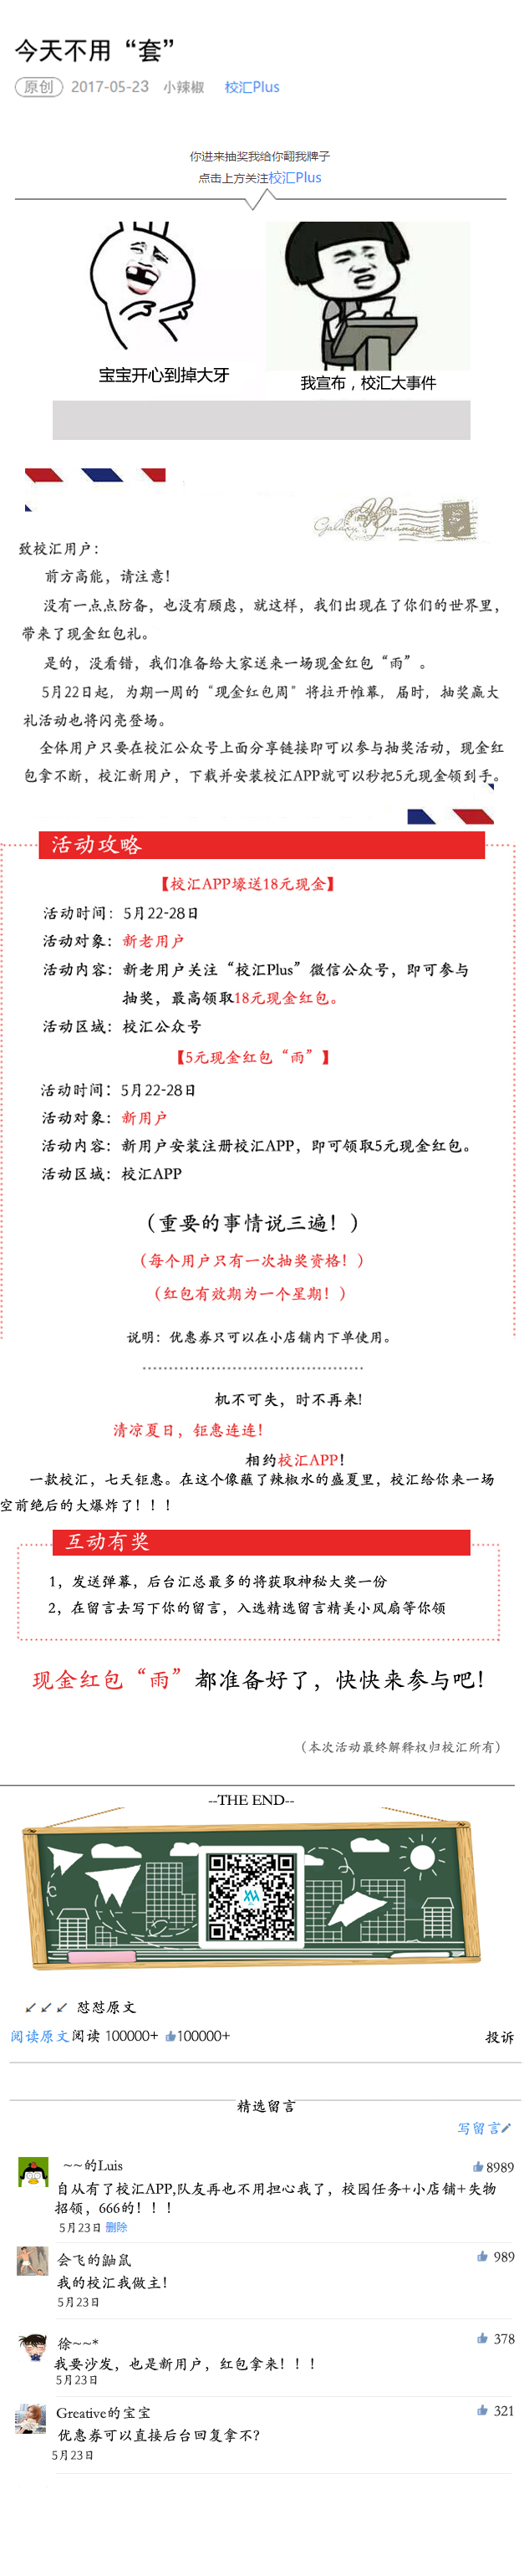 今天不用“套”
原创 2017-05-23 小辣椒 校汇Plus
你进来抽奖我给你翻我牌子
点击上方关注校汇Plus
宝宝开心到掉大牙
我宣布，校汇大事件
致校汇用户：
前方高能，请注意！
没有一点点防备，也没有顾虑，就这样，我们出现在了你们的世界里，
带来了现金红包礼。
是的，没看错，我们准备给大家送来一场现金红包“雨”。
5月22日起，为期一周的“现金红包周”将拉开帷幕，届时，抽奖赢大
礼活动也将闪亮登场。
全体用户只要在校汇公众号上面分享链接即可以参与抽奖活动，现金红
包拿不断，校汇新用户，下载并安装校汇APP就可以秒把5元现金领到手。
活动攻略
【校汇APP壕送18元现金】
活动时间：5月22-28日
活动对象：新老用户
活动内容：新老用户关注“校汇Plus”微信公众号，即可参与
抽奖，最高领取18元现金红包。
活动区域：校汇公众号
【5元现金红包“雨”】
活动时间：5月22-28日
活动对象：新用户
活动内容：新用户安装注册校汇APP，即可领取5元现金红包。
活动区域：校汇APP
（重要的事情说三遍！）
（每个用户只有一次抽奖资格！）
（红包有效期为一个星期！）
说明：优惠券只可以在小店铺内下单使用。
机不可失，时不再来!
清凉夏日，钜惠连连！
相约校汇APP！
一款校汇，七天钜惠。在这个像蘸了辣椒水的盛夏里，校汇给你来一场
空前绝后的大爆炸了！！！
互动有奖
1，发送弹幕，后台汇总最多的将获取神秘大奖一份
2，在留言去写下你的留言，入选精选留言精美小风扇等你领
现金红包“雨”都准备好了，快快来参与吧！
（本次活动最终解释权归校汇所有）
--THE END--
↙↙↙ 怼怼原文
阅读原文阅读 100000+ 100000+ 投诉
精选留言
写留言
~~的Luis 8989
自从有了校汇APP,队友再也不用担心我了，校园任务+小店铺+失物
招领，666的！！！
5月23日 删除
会飞的鼬鼠 989
我的校汇我做主！
5月23日
徐~~* 378
我要沙发，也是新用户，红包拿来！！！
5月23日
Greative的宝宝 321
优惠券可以直接后台回复拿不?
5月23日